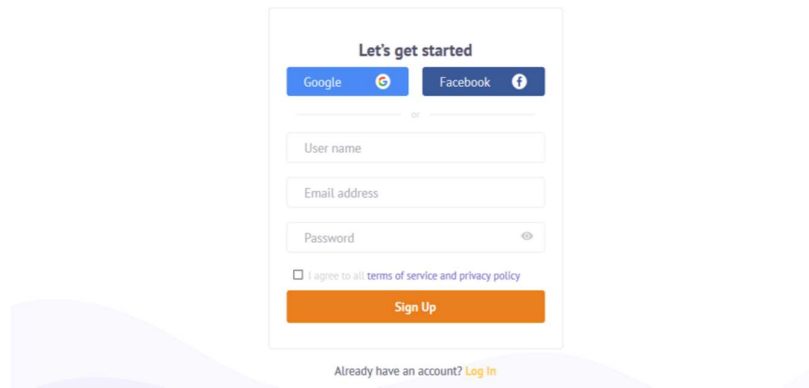 Let's get started
Google
Facebook
or
User name
Email address
Password
I agree to all terms of service and privacy policy
Sign Up
Already have an account? Log In